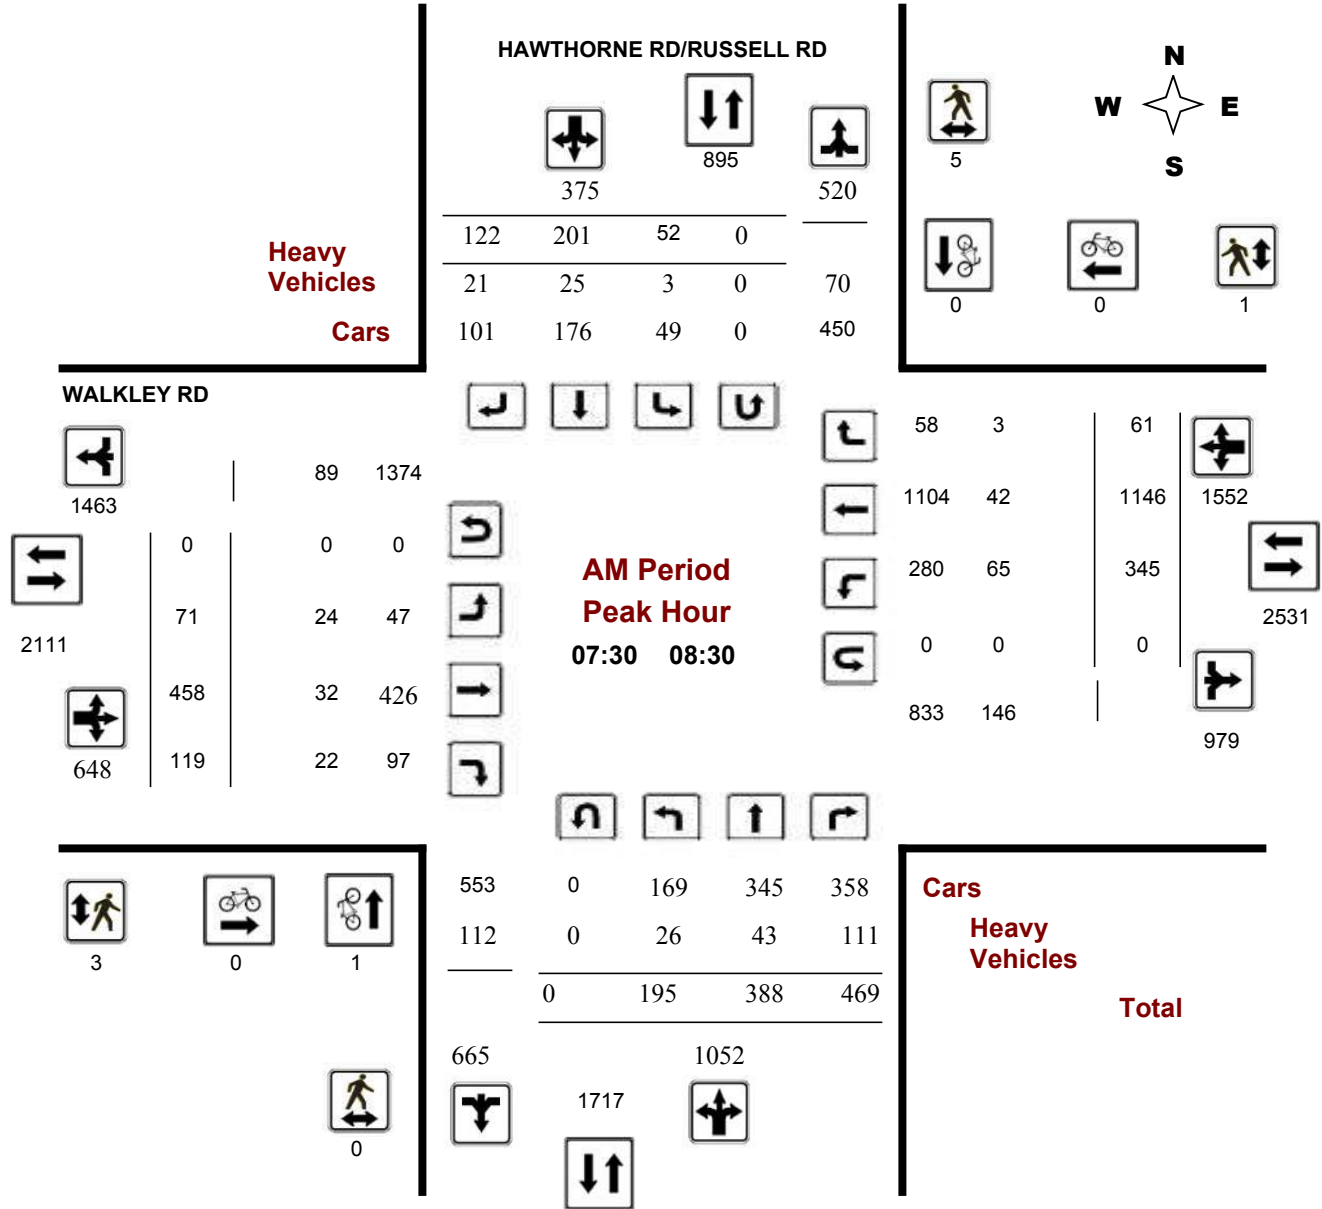 HAWTHORNE RD/RUSSELL RD
N
W E
S
895
5
375 520
122 201 52 0
Heavy
Vehicles
21 25 3 0 70
0 0 1
Cars
101 176 49 0 450
WALKLEY RD
58 3 61
89 1374
1463
1104 42 1146 1552
0 0 0
AM Period
280 65 345
Peak Hour
71 24 47
2531
2111
07:30 08:30
0 0 0
458 32 426
833 146
979
648 119 22 97
553 0 169 345 358
Cars
112 0 26 43 111
Heavy
Vehicles
3 0 1
0 195 388 469
Total
665 1052
1717
0